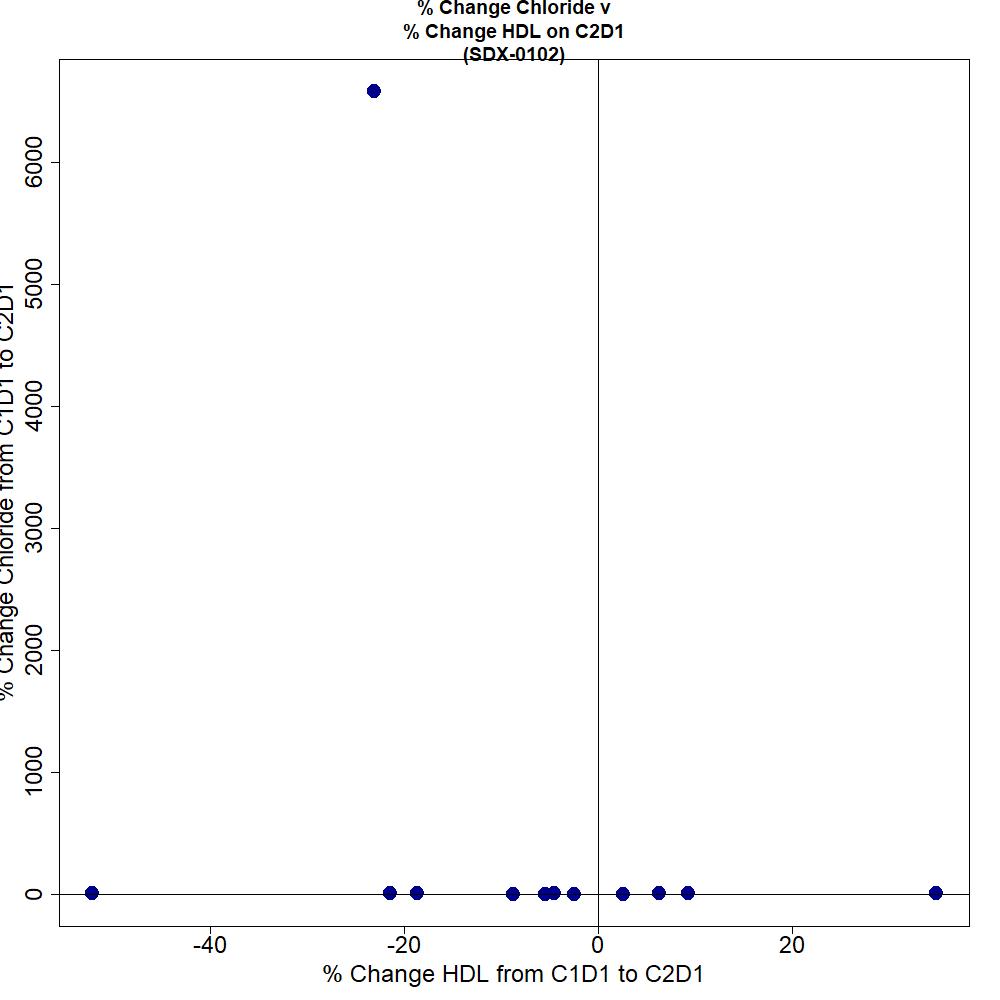 % Change Chloride v
% Change HDL on C2D1
(SDX-0102)
% Change Chloride from C1D1 to C2D1
6000
5000
4000
3000
2000
1000
0
-40
-20
0
20
% Change HDL from C1D1 to C2D1